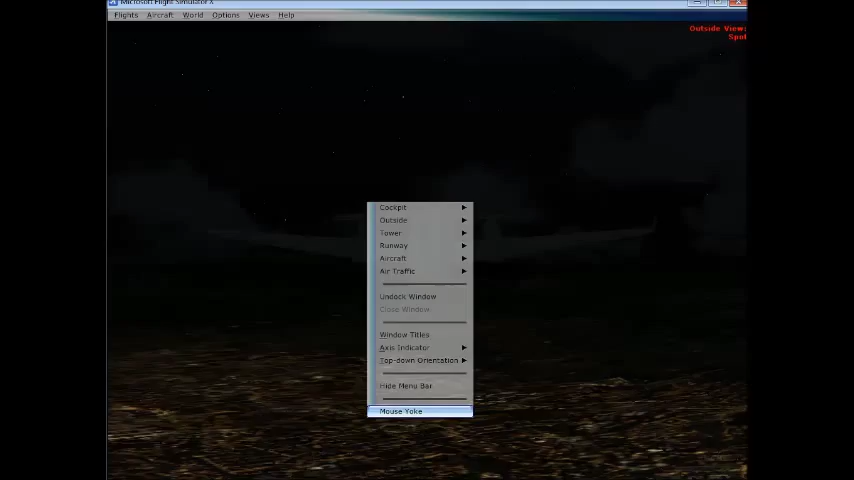 Microsoft Flight Simulator X
Flights Aircraft World Options Views Help
Outside View:
Spot
Cockpit
Outside
Tower
Runway
Aircraft
Air Traffic
Undock Window
Close Window
Window Titles
Axis Indicator
Top-down Orientation
Hide Menu Bar
Mouse Yoke